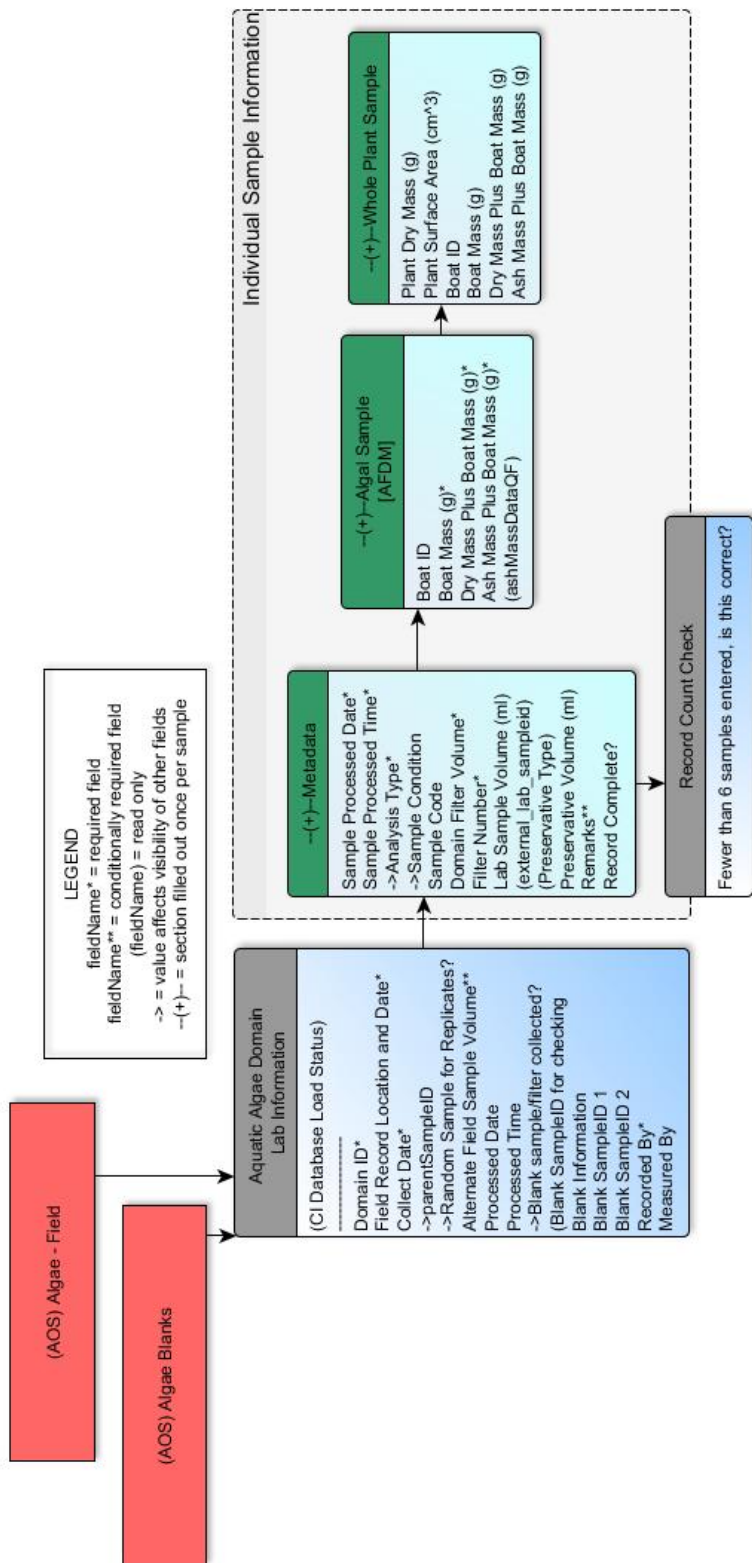 (AOS) Algae - Field
(AOS) Algae Blanks
LEGEND
fieldName* = required field
fieldName** = conditionally required field
(fieldName) = read only
-> = value affects visibility of other fields
--(+)-- = section filled out once per sample
Aquatic Algae Domain
Lab Information
(CI Database Load Status)
--------------------
Domain ID*
Field Record Location and Date*
Collect Date*
->parentSampleID
->Random Sample for Replicates?
Alternate Field Sample Volume**
Processed Date
Processed Time
->Blank sample/filter collected?
(Blank SampleID for checking
Blank Information
Blank SampleID 1
Blank SampleID 2
Recorded By*
Measured By
Individual Sample Information
--(+)--Metadata
Sample Processed Date*
Sample Processed Time*
->Analysis Type*
->Sample Condition
Sample Code
Domain Filter Volume*
Filter Number*
Lab Sample Volume (ml)
(external_lab_sampleid)
(Preservative Type)
Preservative Volume (ml)
Remarks**
Record Complete?
--(+)--Algal Sample
[AFDM]
Boat ID
Boat Mass (g)*
Dry Mass Plus Boat Mass (g)*
Ash Mass Plus Boat Mass (g)*
(ashMassDataQF)
--(+)--Whole Plant Sample
Plant Dry Mass (g)
Plant Surface Area (cm^3)
Boat ID
Boat Mass (g)
Dry Mass Plus Boat Mass (g)
Ash Mass Plus Boat Mass (g)
Record Count Check
Fewer than 6 samples entered, is this correct?